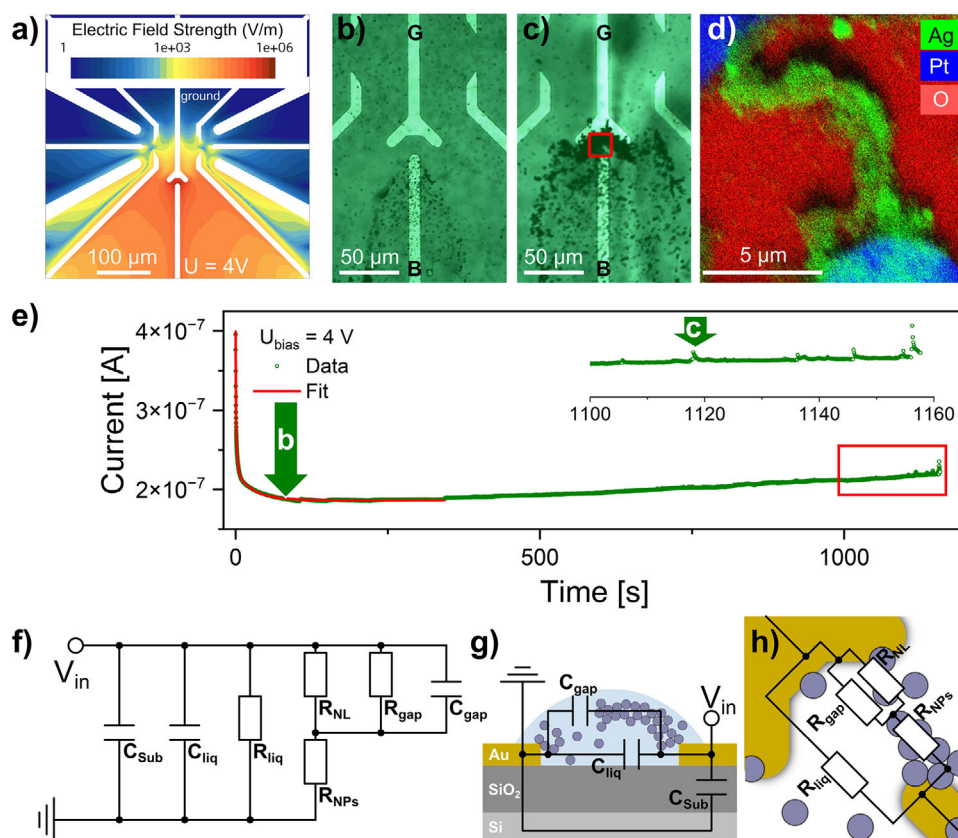 a)
Electric Field Strength (V/m)
1
1e+03
1e+06
ground
100 µm
U = 4V
b)
G
50 µm
B
c)
G
50 µm
B
d)
Ag
Pt
O
5 µm
e)
Current [A]
4×10⁻⁷
3×10⁻⁷
2×10⁻⁷
U_bias = 4 V
Data
Fit
b
c
1100
1120
1140
1160
0
500
1000
Time [s]
f)
V_in
C_Sub
C_liq
R_liq
R_NL
R_gap
C_gap
R_NPs
g)
C_gap
V_in
Au
C_liq
SiO₂
C_Sub
Si
h)
R_NL
R_gap
R_NPs
R_liq